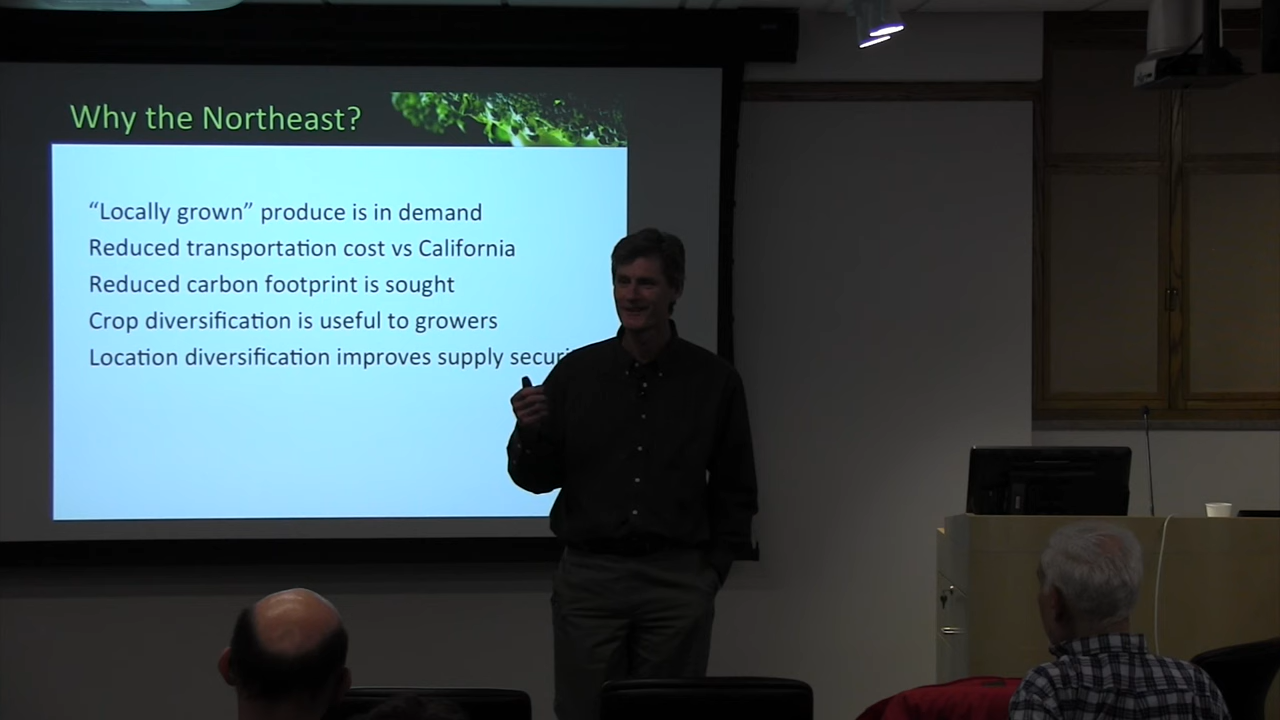 Why the Northeast?
“Locally grown” produce is in demand
Reduced transportation cost vs California
Reduced carbon footprint is sought
Crop diversification is useful to growers
Location diversification improves supply